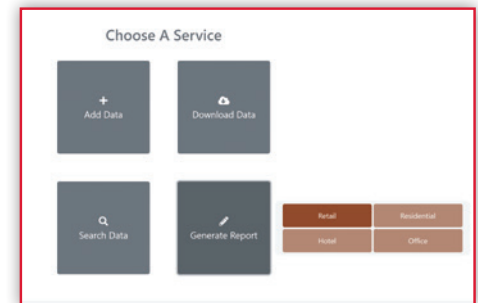 Choose A Service
Add Data
Download Data
Search Data
Generate Report
Retail
Residential
Hotel
Office